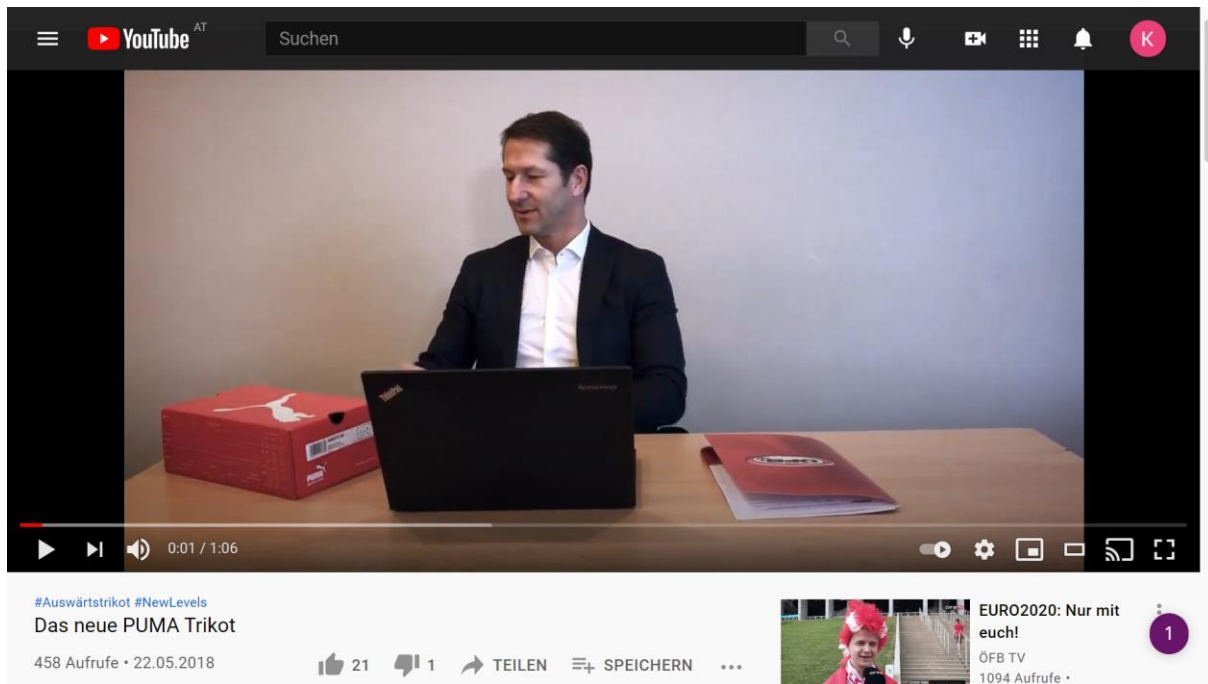 YouTube AT
Suchen
K
ThinkPad
lenovo
PUMA
0:01 / 1:06
#Auswärtstrikot #NewLevels
Das neue PUMA Trikot
458 Aufrufe • 22.05.2018
21
1
TEILEN
SPEICHERN
EURO2020: Nur mit
euch!
1
ÖFB TV
1094 Aufrufe •